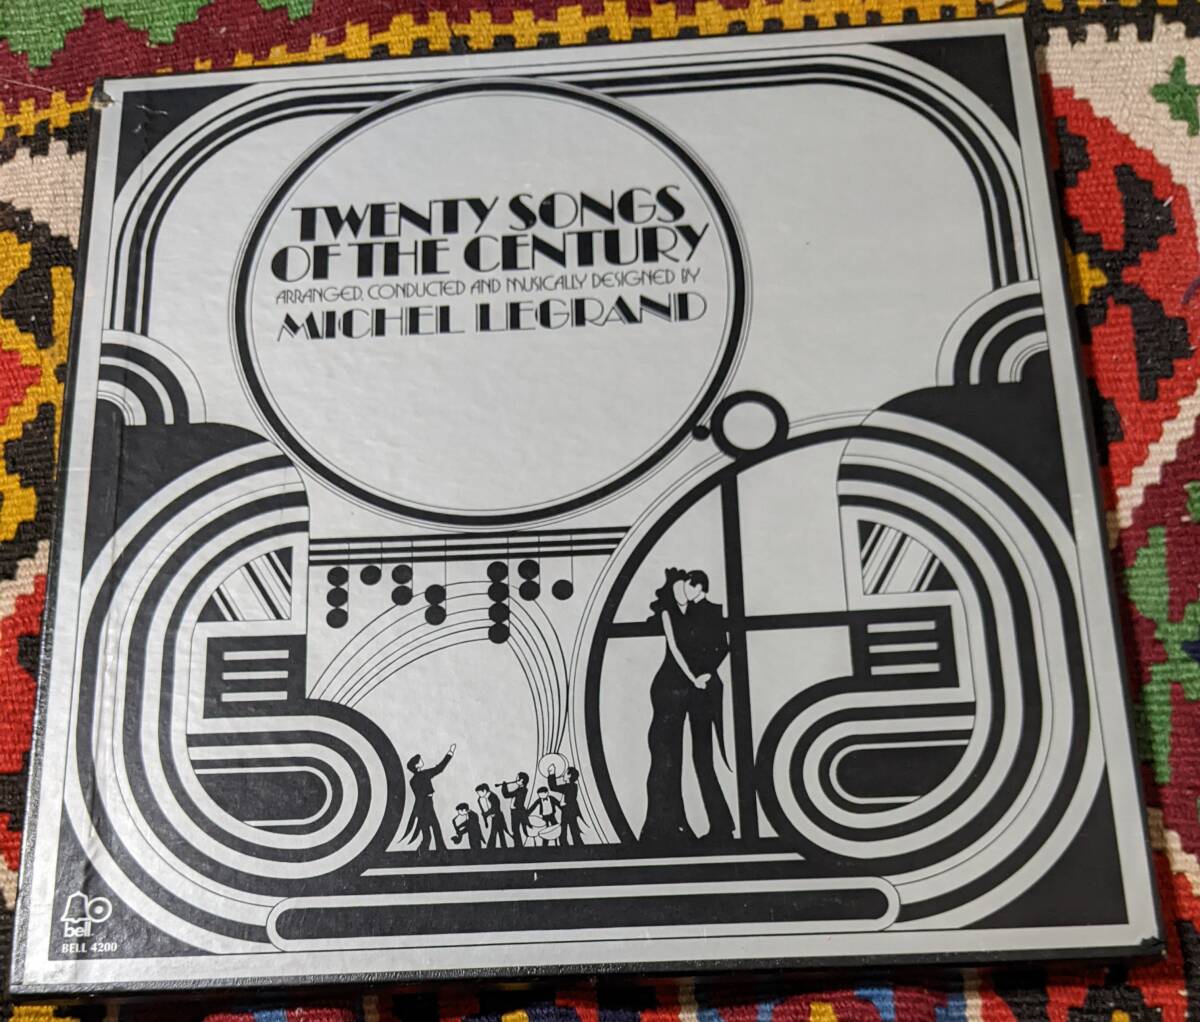 TWENTY SONGS
OF THE CENTURY
ARRANGED, CONDUCTED AND MUSICALLY DESIGNED BY
MICHEL LEGRAND
bell
BELL 4200